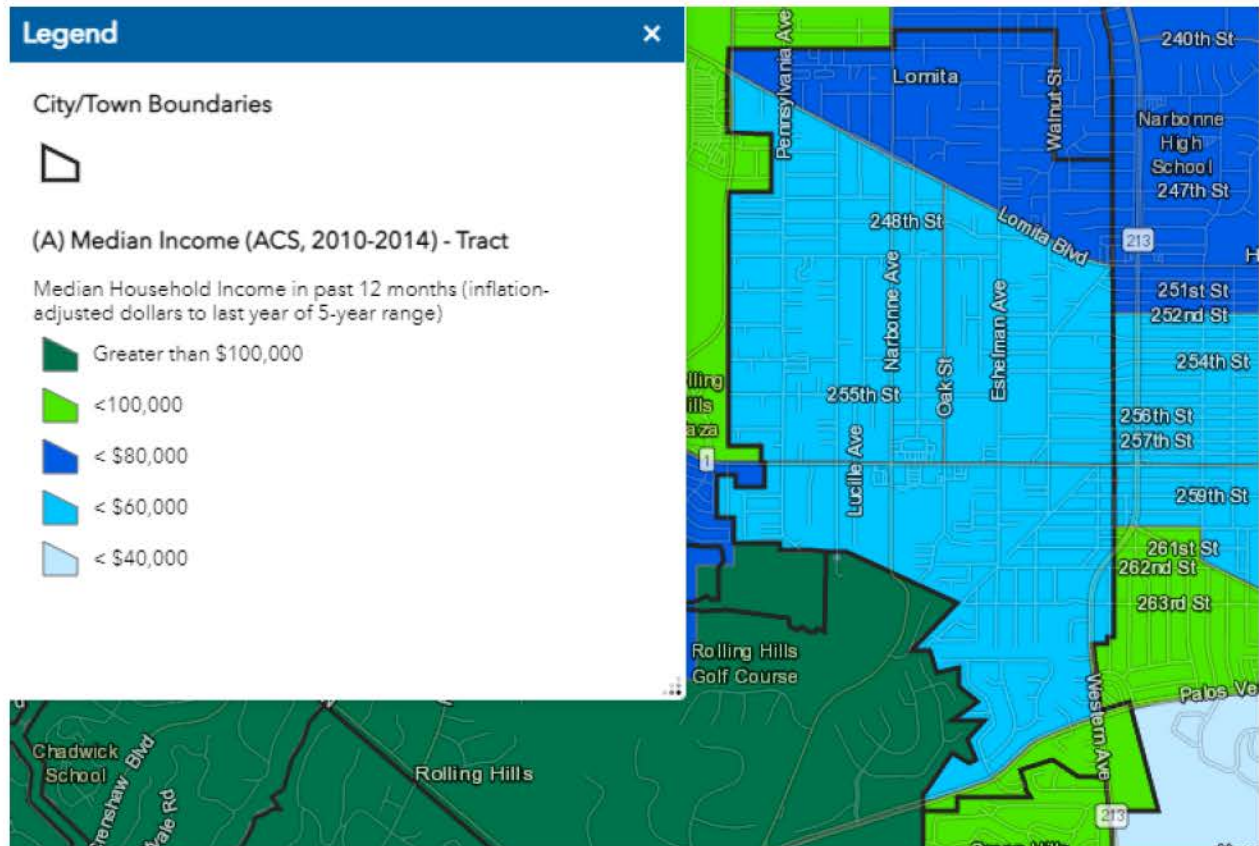 Legend
×
City/Town Boundaries
(A) Median Income (ACS, 2010-2014) - Tract
Median Household Income in past 12 months (inflation-
adjusted dollars to last year of 5-year range)
Greater than $100,000
<100,000
< $80,000
< $60,000
< $40,000
Pennsylvania Ave
Lomita
Walnut St
240th St
Narbonne
High
School
247th St
248th St
Lomita Blvd
213
H
Narbonne Ave
Eshelman Ave
251st St
252nd St
254th St
lling
ills
aza
255th St
Oak St
256th St
257th St
1
Lucille Ave
259th St
261st St
262nd St
263rd St
Rolling Hills
Golf Course
Western Ave
Palos Ve
Chadwick
School
Rolling Hills
213